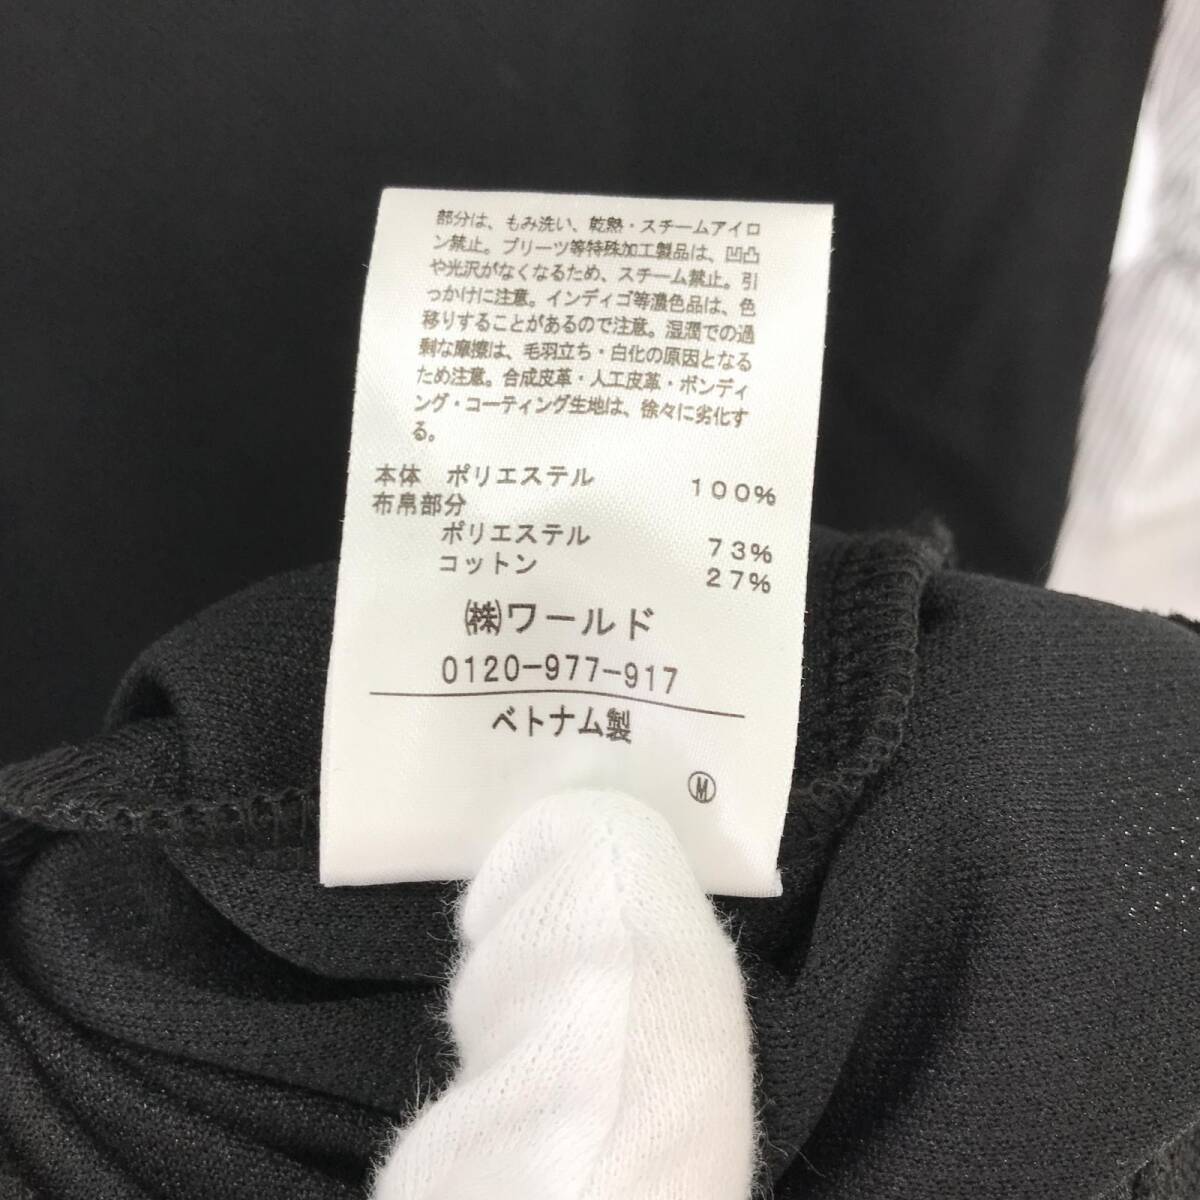 部分は、もみ洗い、乾熱・スチームアイロ
ン禁止。プリーツ等特殊加工製品は、凹凸
や光沢がなくなるため、スチーム禁止。引
っかけに注意。インディゴ等濃色品は、色
移りすることがあるので注意。湿潤での過
剰な摩擦は、毛羽立ち・白化の原因となる
ため注意。合成皮革・人工皮革・ボンディ
ング・コーティング生地は、徐々に劣化す
る。
本体 ポリエステル 100%
布帛部分
ポリエステル 73%
コットン 27%
㈱ワールド
0120-977-917
ベトナム製
Ⓜ